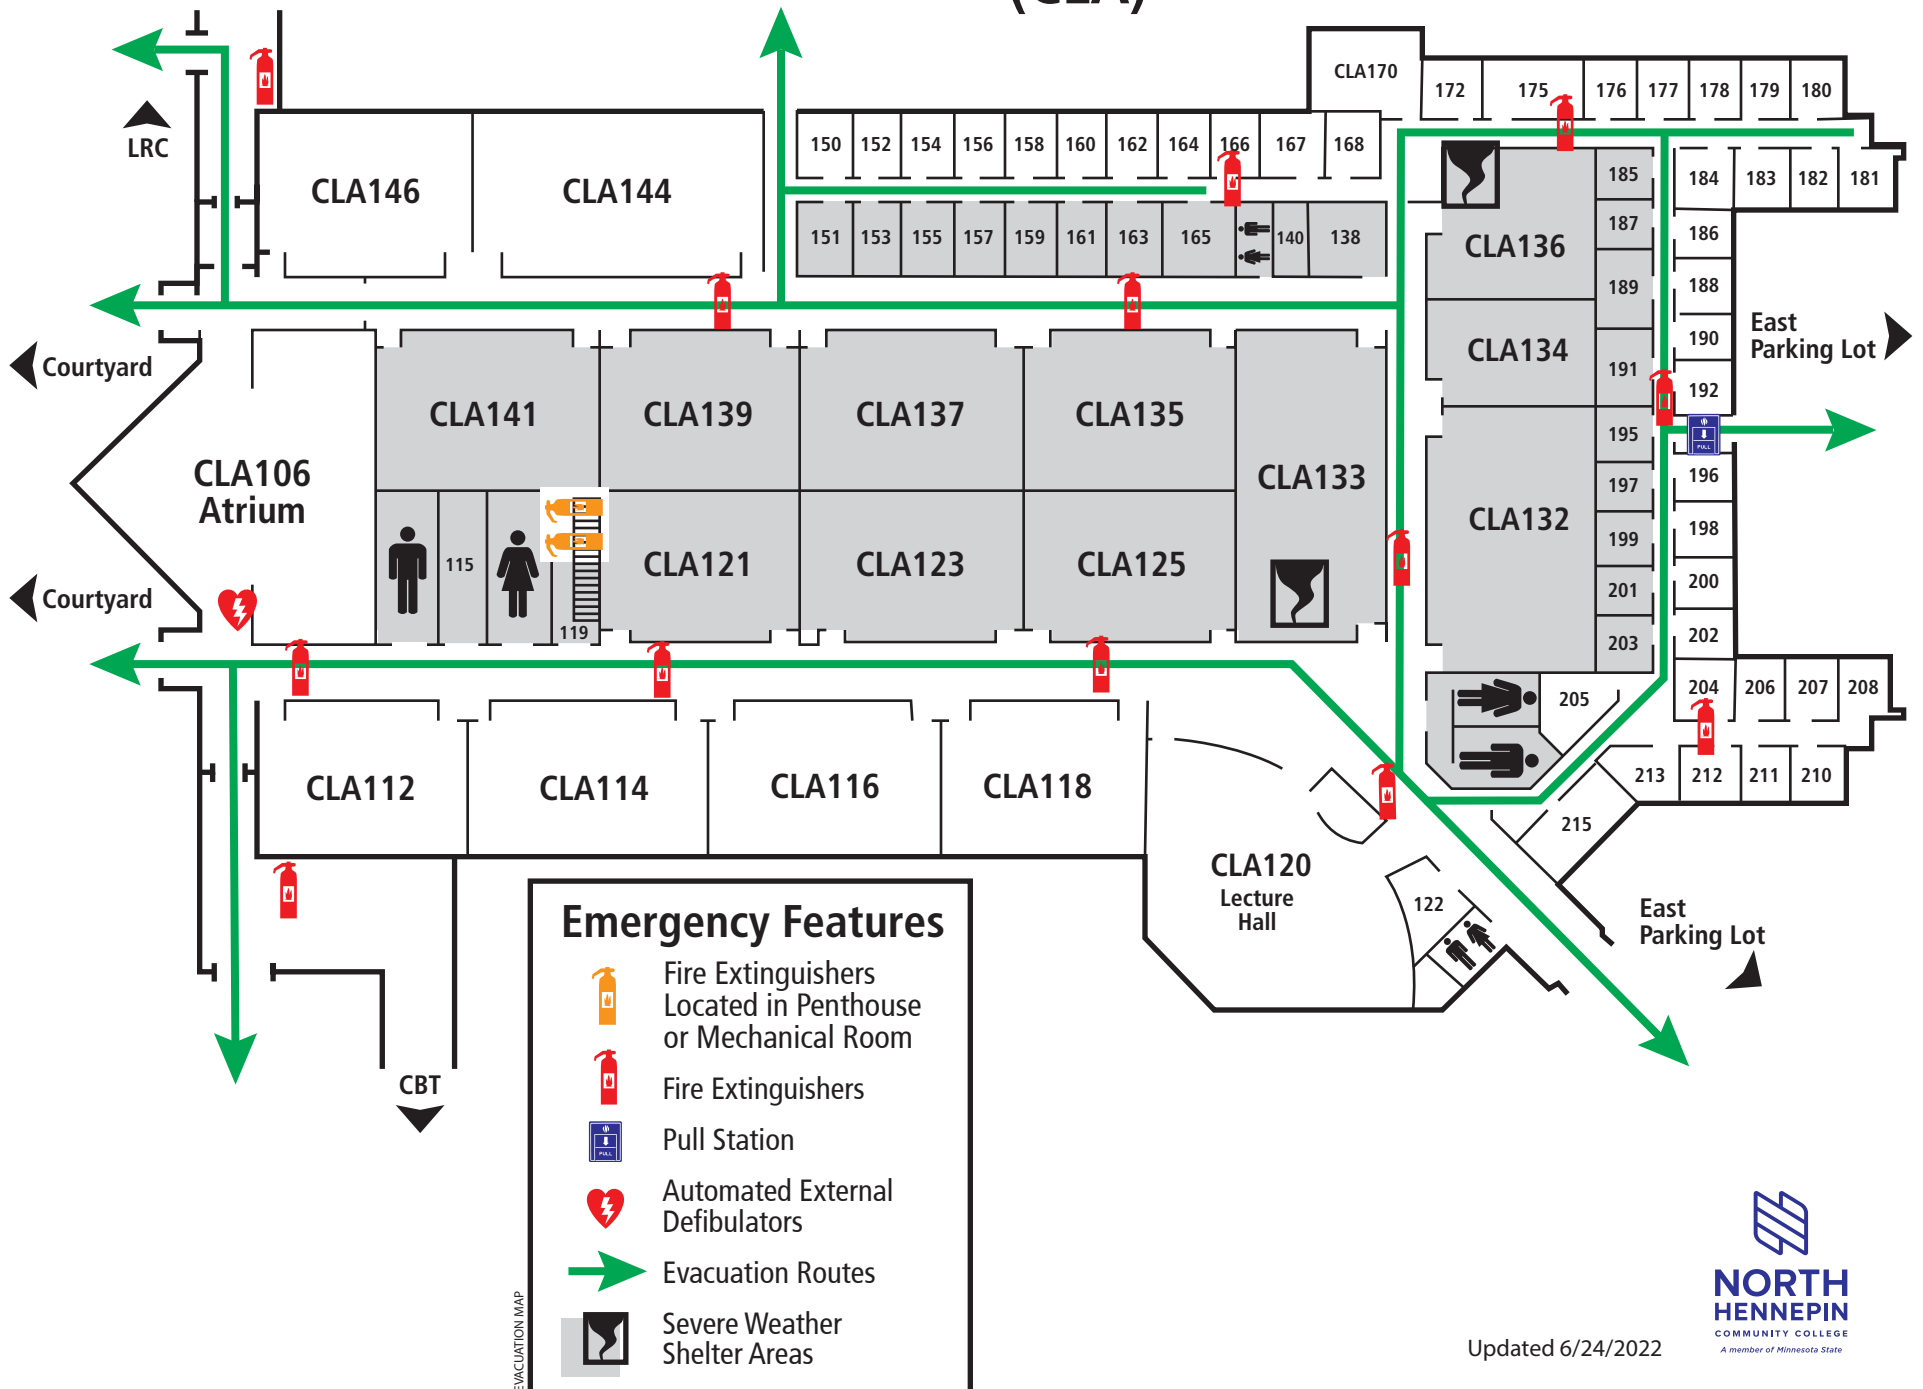 (CLA)
LRC
CLA146
CLA144
150
152
154
156
158
160
162
164
166
167
168
CLA170
172
175
176
177
178
179
180
151
153
155
157
159
161
163
165
140
138
CLA136
185
187
189
184
183
182
181
186
188
190
192
CLA134
191
East
Parking Lot
Courtyard
CLA141
CLA139
CLA137
CLA135
CLA133
CLA106
Atrium
115
119
CLA121
CLA123
CLA125
CLA132
195
197
199
201
203
PULL
196
198
200
202
204
206
207
208
205
Courtyard
CLA112
CLA114
CLA116
CLA118
CLA120
Lecture
Hall
122
213
212
211
210
215
East
Parking Lot
CBT
Emergency Features
Fire Extinguishers
Located in Penthouse
or Mechanical Room
Fire Extinguishers
PULL
Pull Station
Automated External
Defibulators
Evacuation Routes
Severe Weather
Shelter Areas
EVACUATION MAP
Updated 6/24/2022
NORTH
HENNEPIN
COMMUNITY COLLEGE
A member of Minnesota State